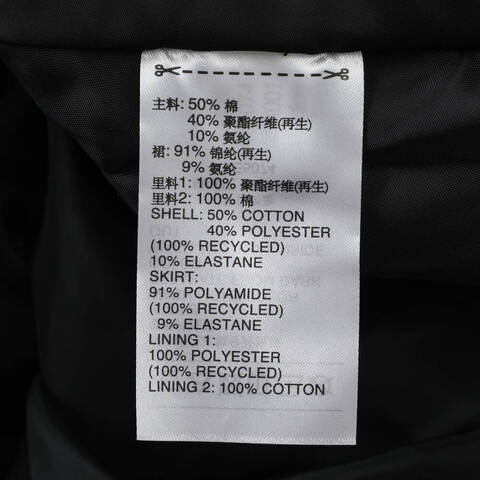 主料: 50% 棉
40% 聚酯纤维(再生)
10% 氨纶
裙: 91% 锦纶(再生)
9% 氨纶
里料1: 100% 聚酯纤维(再生)
里料2: 100% 棉
SHELL: 50% COTTON
40% POLYESTER
(100% RECYCLED)
10% ELASTANE
SKIRT:
91% POLYAMIDE
(100% RECYCLED)
9% ELASTANE
LINING 1:
100% POLYESTER
(100% RECYCLED)
LINING 2: 100% COTTON